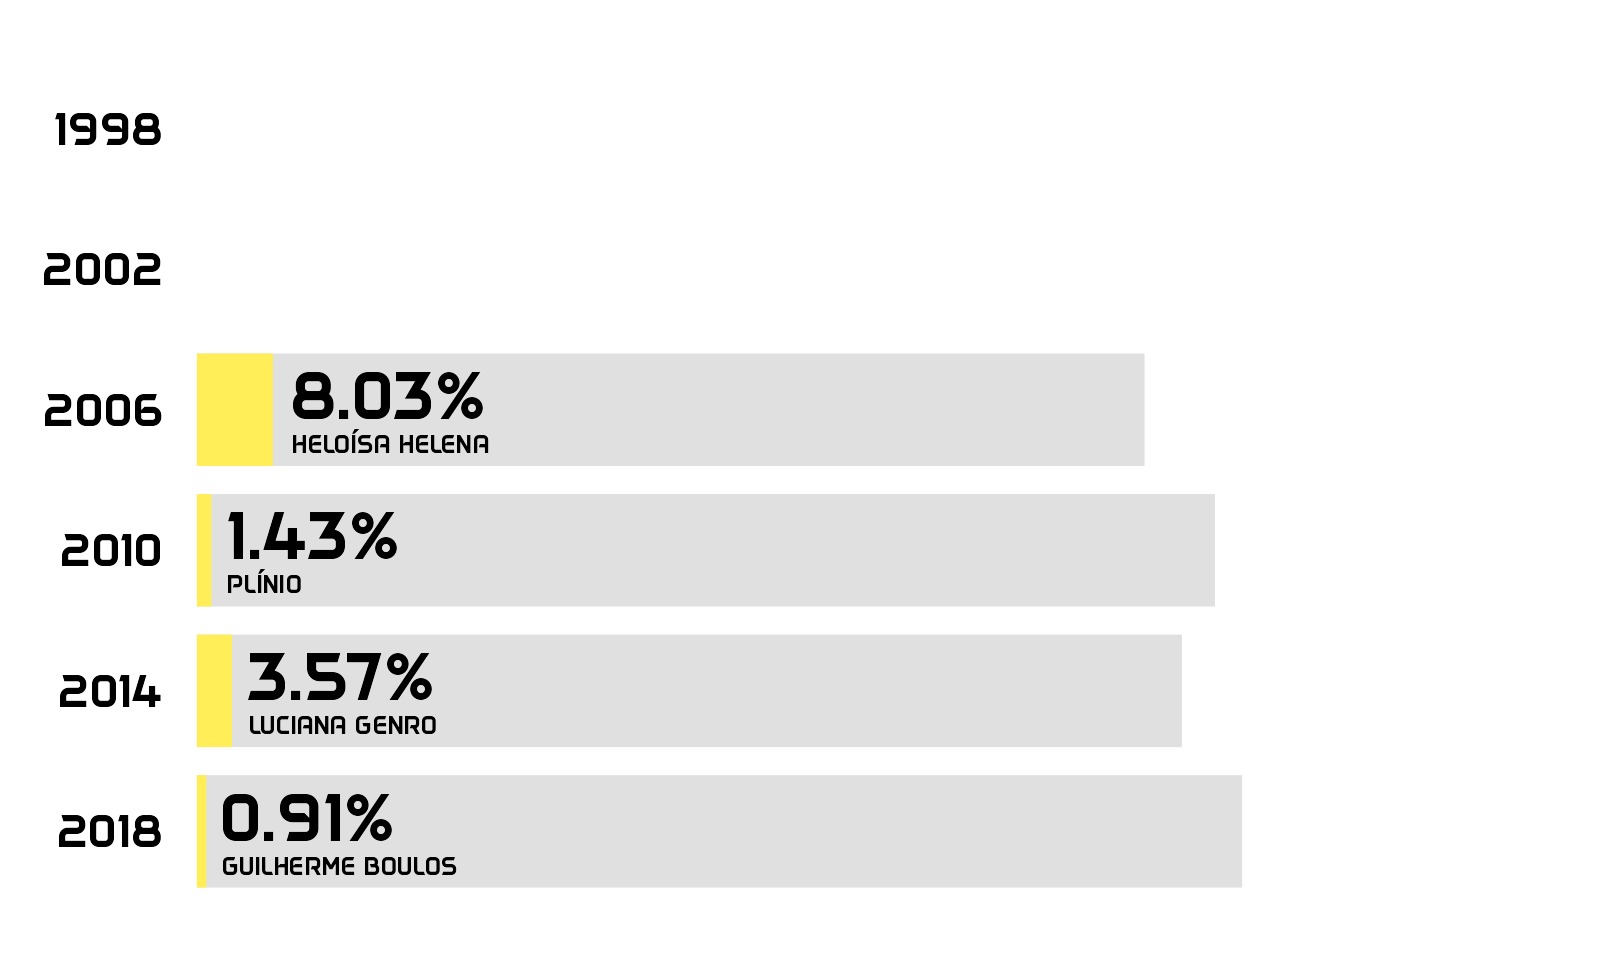 1998
2002
2006
8.03%
HELOÍSA HELENA
2010
1.43%
PLÍNIO
2014
3.57%
LUCIANA GENRO
2018
0.91%
GUILHERME BOULOS